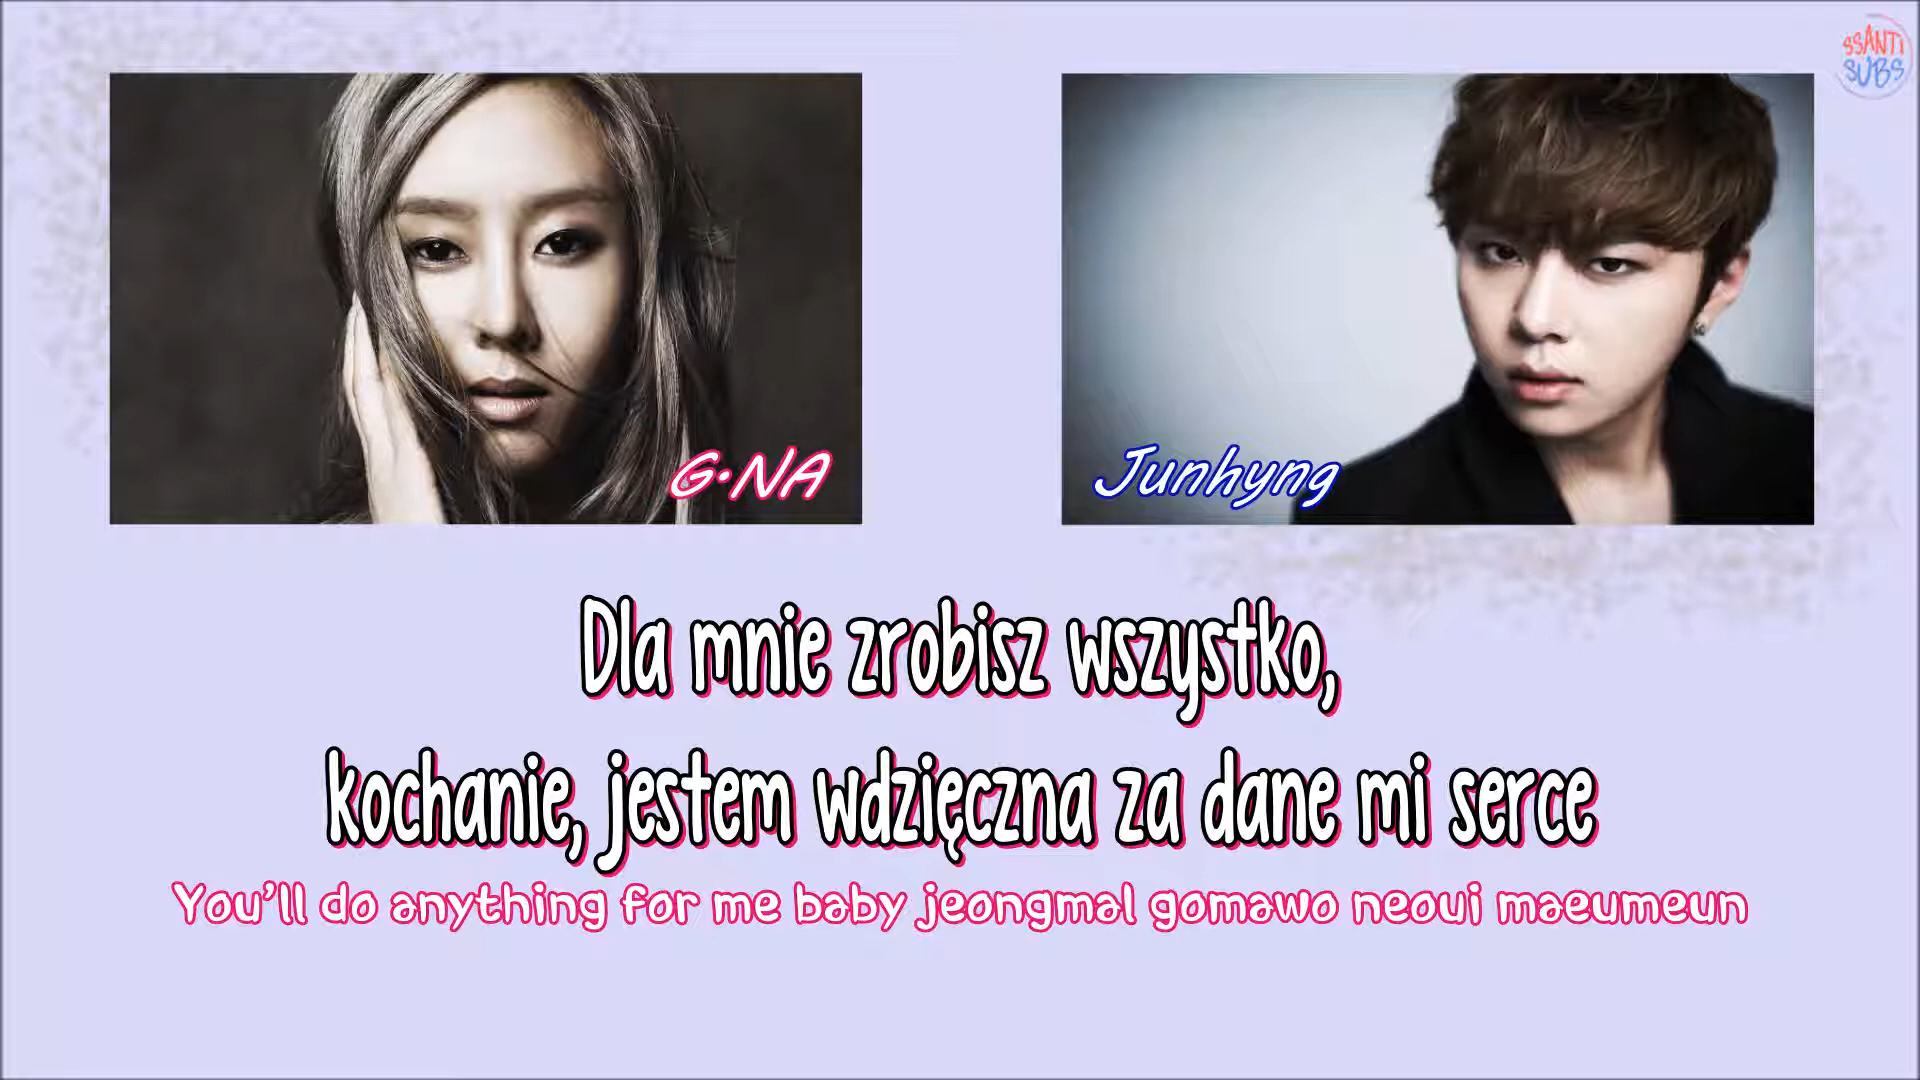 SSANTI
SUBS
G•NA
Junhyng
Dla mnie zrobisz wszystko,
kochanie, jestem wdzięczna za dane mi serce
You'll do anything for me baby jeongmal gomawo neoui maeumeun